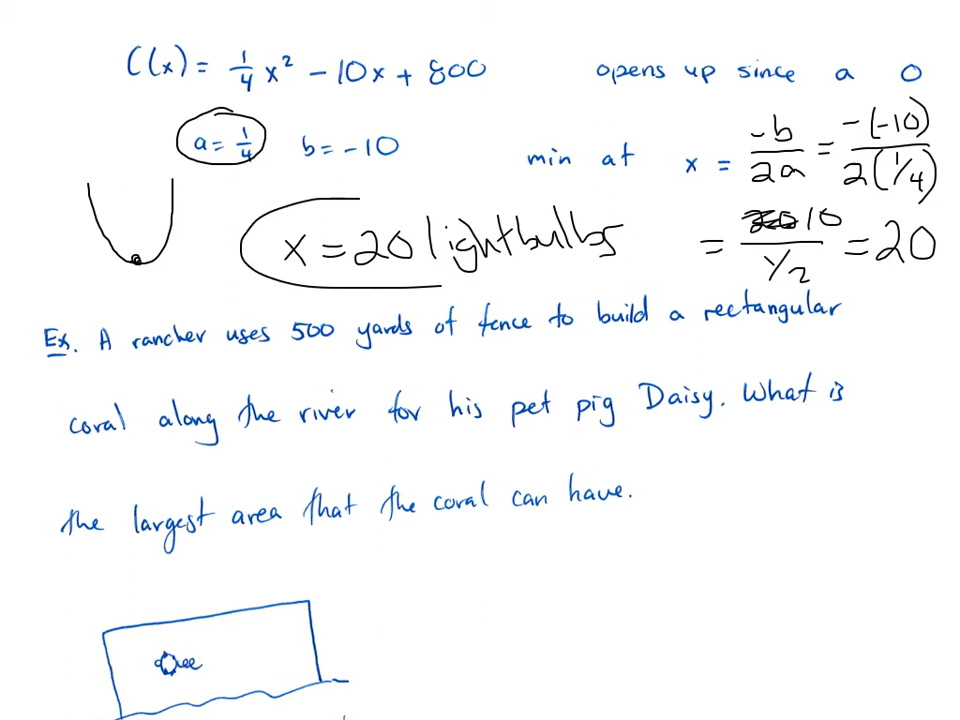 C(x) = 1/4 x² - 10x + 800 opens up since a 0
a = 1/4 b = -10 min at x = -b/2a = -(-10)/2(1/4)
x = 20 lightbulbs = 10/1/2 = 20
Ex. A rancher uses 500 yards of fence to build a rectangular
coral along the river for his pet pig Daisy. What is
the largest area that the coral can have.